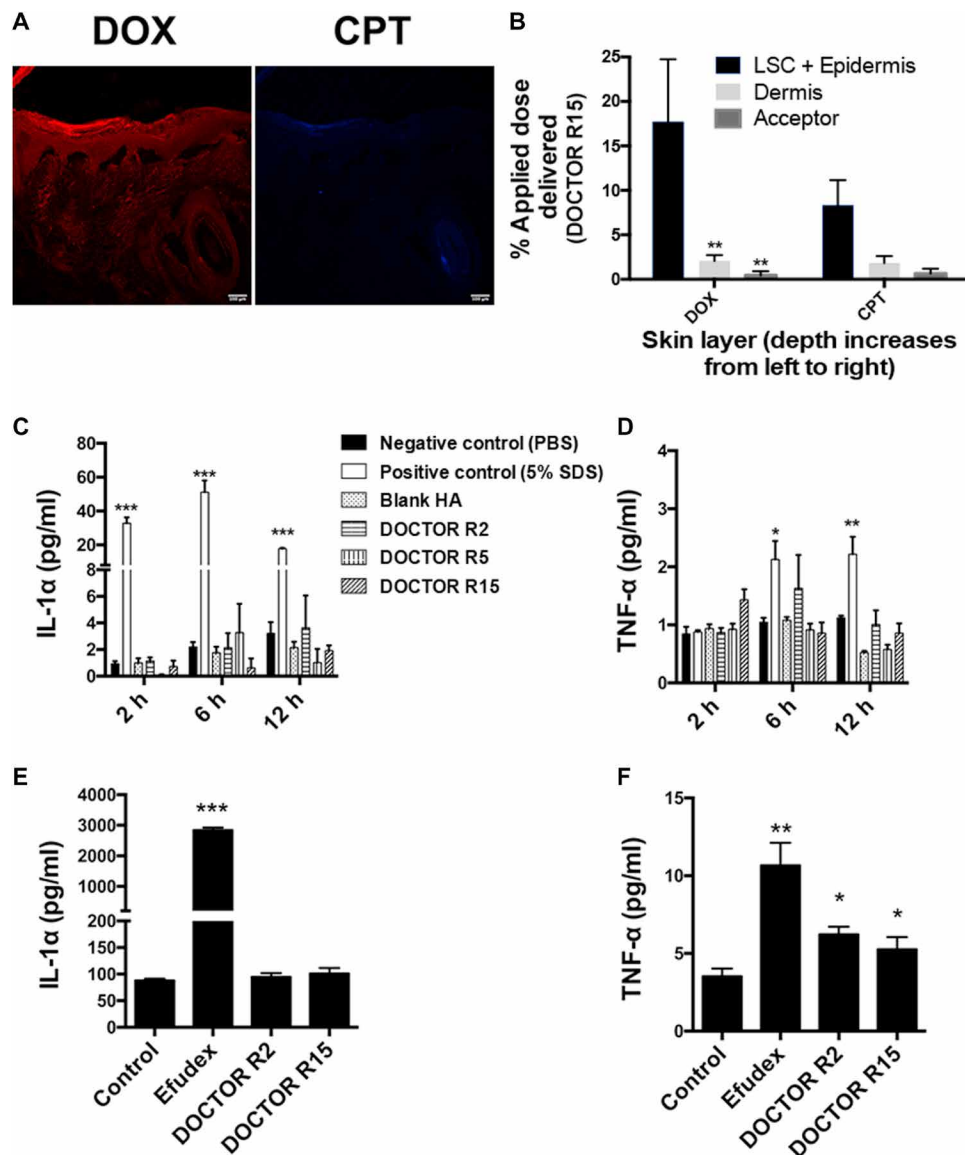 A
DOX
CPT
B
% Applied dose
delivered
(DOCTOR R15)
25
20
15
10
5
0
LSC + Epidermis
Dermis
Acceptor
**
**
DOX
CPT
Skin layer (depth increases
from left to right)
C
IL-1α (pg/ml)
80
60
40
20
8
6
4
2
0
***
***
***
2 h
6 h
12 h
Negative control (PBS)
Positive control (5% SDS)
Blank HA
DOCTOR R2
DOCTOR R5
DOCTOR R15
D
TNF-α (pg/ml)
4
3
2
1
0
*
**
2 h
6 h
12 h
E
IL-1α (pg/ml)
4000
3000
2000
1000
200
150
100
50
0
***
Control
Efudex
DOCTOR R2
DOCTOR R15
F
TNF-α (pg/ml)
15
10
5
0
**
*
*
Control
Efudex
DOCTOR R2
DOCTOR R15